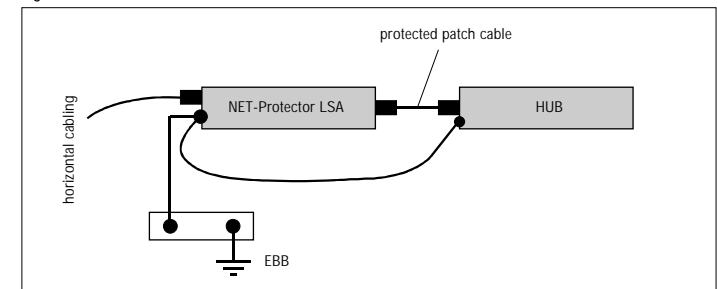 protected patch cable
NET-Protector LSA
HUB
horizontal cabling
EBB